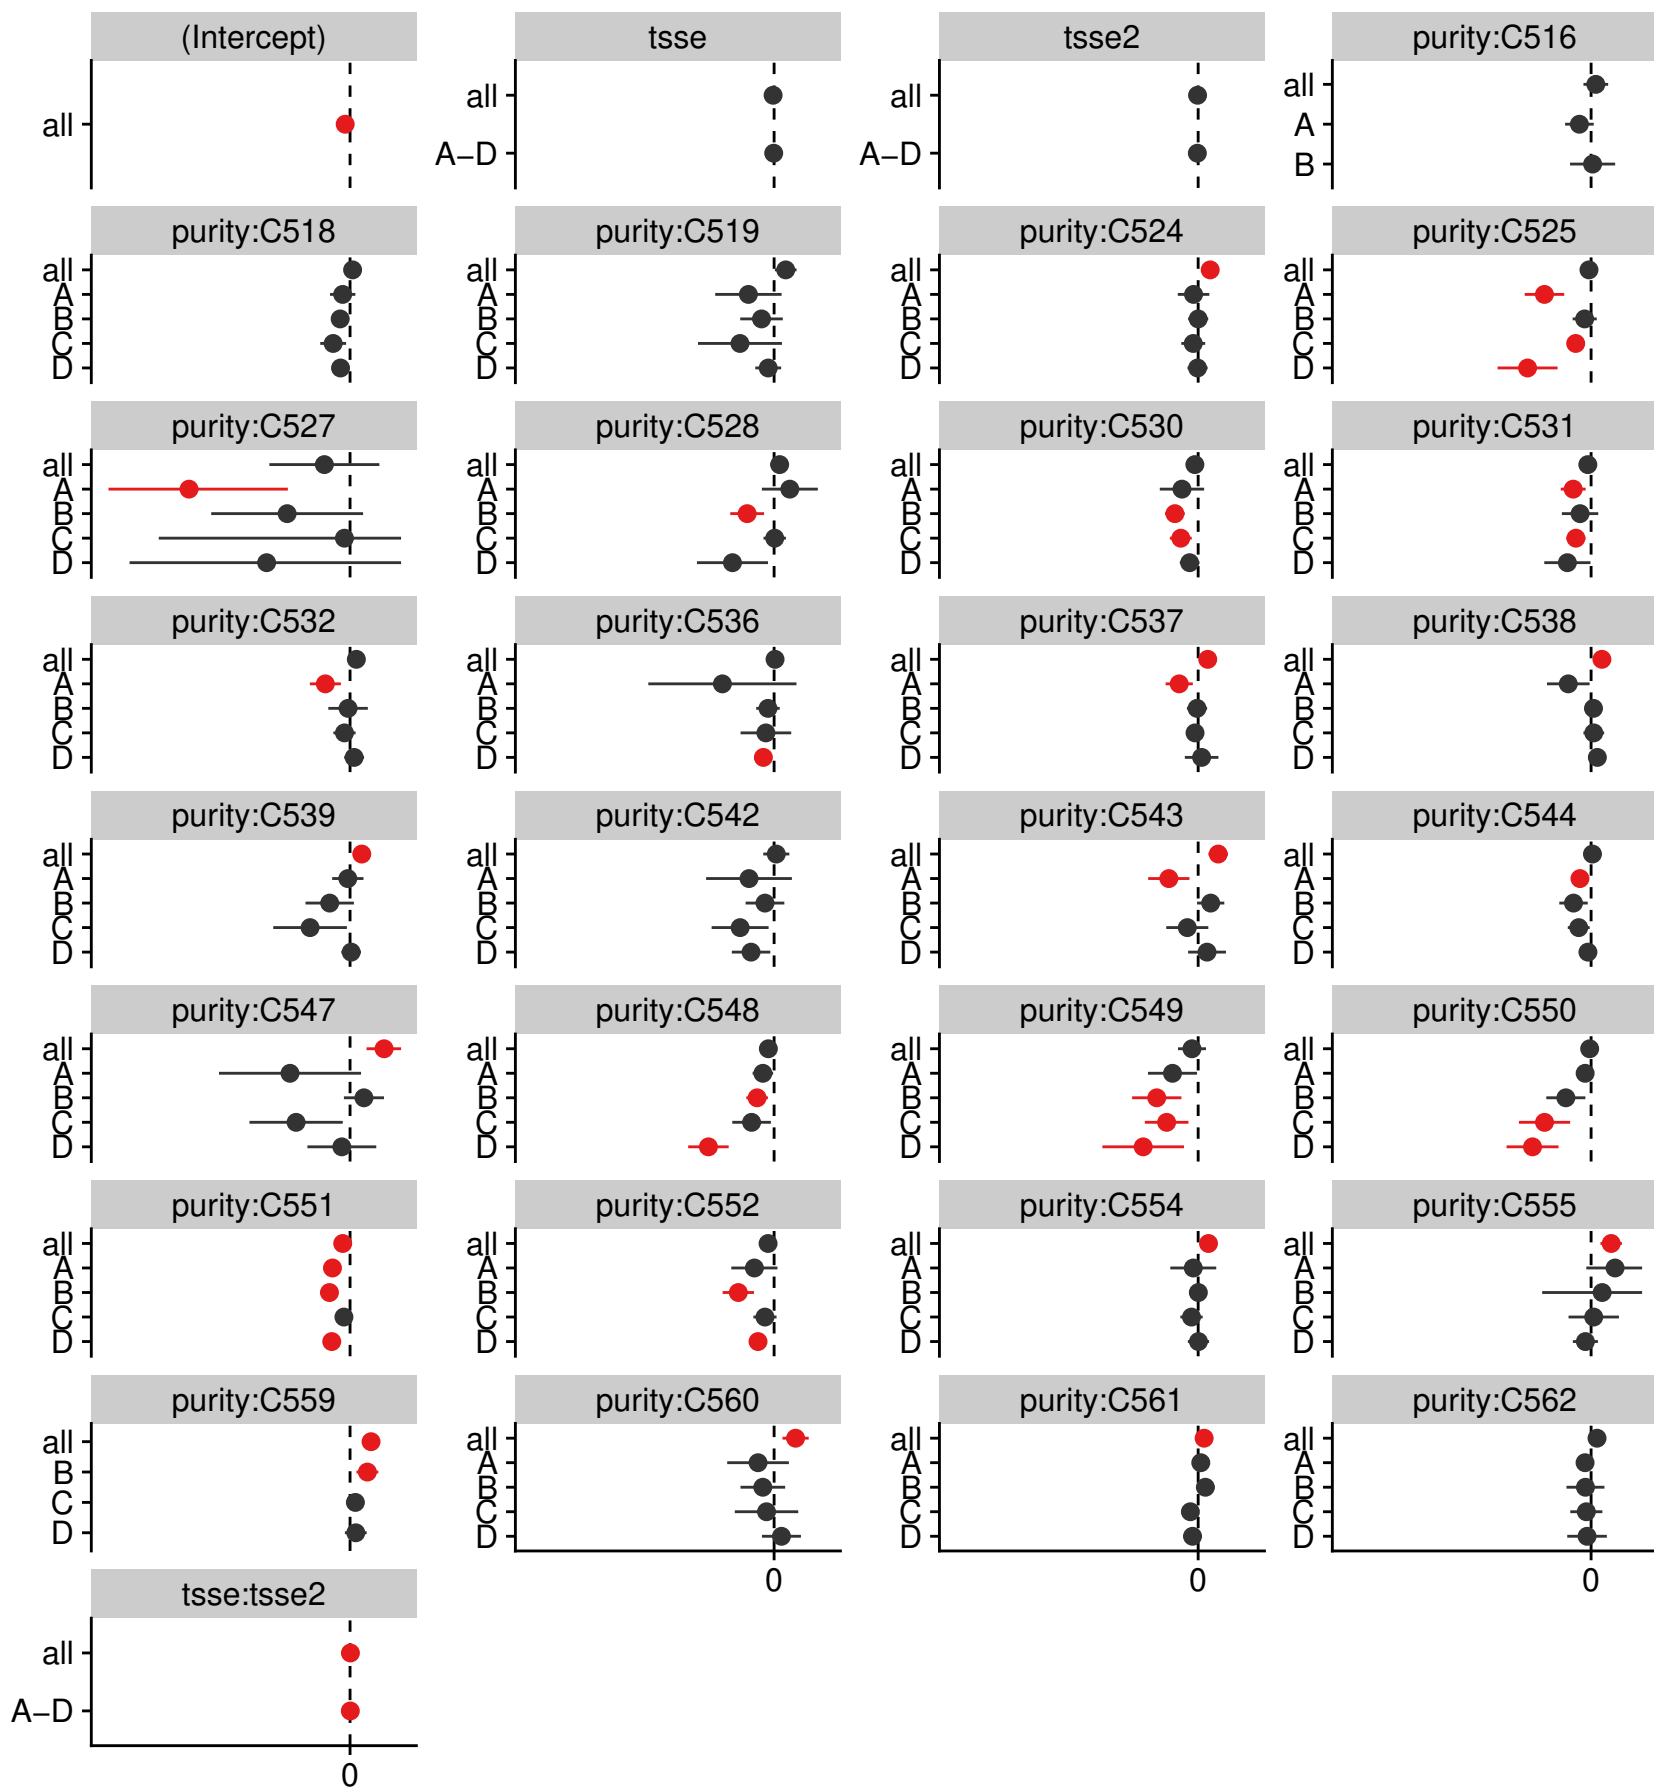 (Intercept) tsse tsse2 purity:C516
all all all all
A−D A−D A
B
purity:C518 purity:C519 purity:C524 purity:C525
all all all all
A A A A
B B B B
C C C C
D D D D
purity:C527 purity:C528 purity:C530 purity:C531
all all all all
A A A A
B B B B
C C C C
D D D D
purity:C532 purity:C536 purity:C537 purity:C538
all all all all
A A A A
B B B B
C C C C
D D D D
purity:C539 purity:C542 purity:C543 purity:C544
all all all all
A A A A
B B B B
C C C C
D D D D
purity:C547 purity:C548 purity:C549 purity:C550
all all all all
A A A A
B B B B
C C C C
D D D D
purity:C551 purity:C552 purity:C554 purity:C555
all all all all
A A A A
B B B B
C C C C
D D D D
purity:C559 purity:C560 purity:C561 purity:C562
all all all all
B A A A
C B B B
D C C C
D D D
0 0 0
tsse:tsse2
all
A−D
0